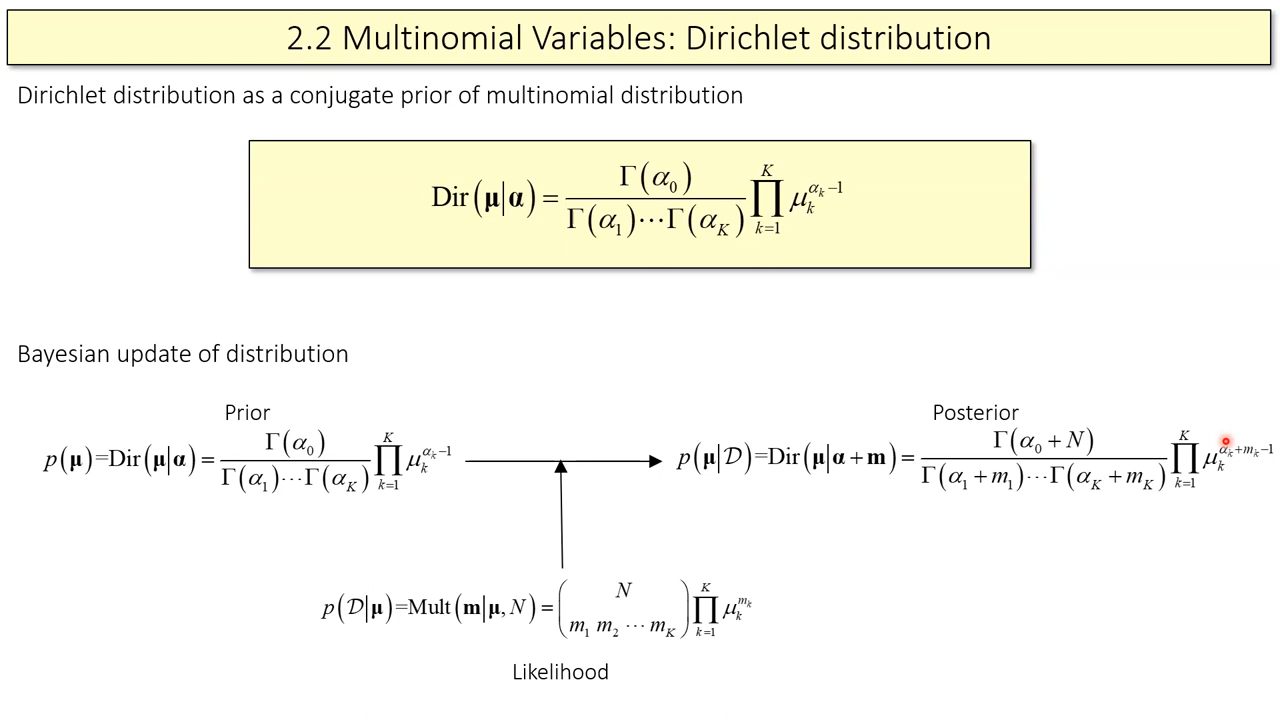 2.2 Multinomial Variables: Dirichlet distribution
Dirichlet distribution as a conjugate prior of multinomial distribution
Dir(𝛍|𝛂) = Γ(α₀) / Γ(α₁)⋯Γ(α_K) ∏_{k=1}^{K} μ_k^{α_k−1}
Bayesian update of distribution
Prior
p(𝛍)=Dir(𝛍|𝛂) = Γ(α₀) / Γ(α₁)⋯Γ(α_K) ∏_{k=1}^{K} μ_k^{α_k−1}
Posterior
p(𝛍|𝒟)=Dir(𝛍|𝛂+𝐦) = Γ(α₀+N) / Γ(α₁+m₁)⋯Γ(α_K+m_K) ∏_{k=1}^{K} μ_k^{α_k+m_k−1}
p(𝒟|𝛍)=Mult(𝐦|𝛍,N) = (N / m₁ m₂ ⋯ m_K) ∏_{k=1}^{K} μ_k^{m_k}
Likelihood